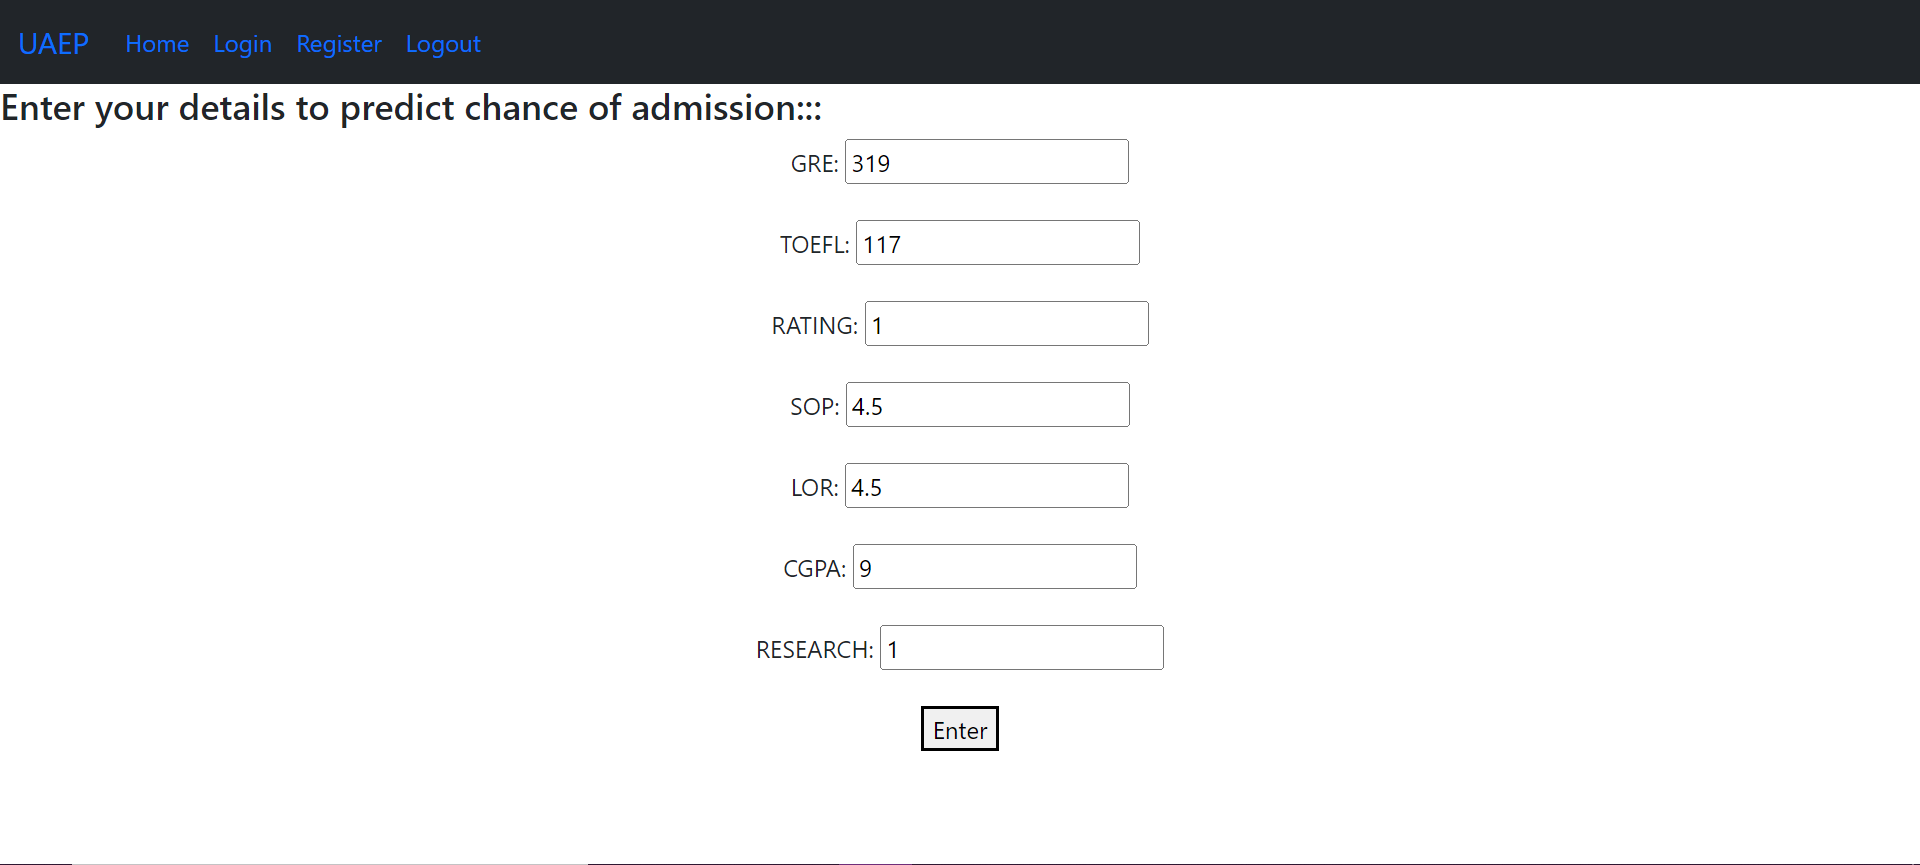 UAEP Home Login Register Logout
Enter your details to predict chance of admission:::
GRE: 319
TOEFL: 117
RATING: 1
SOP: 4.5
LOR: 4.5
CGPA: 9
RESEARCH: 1
Enter